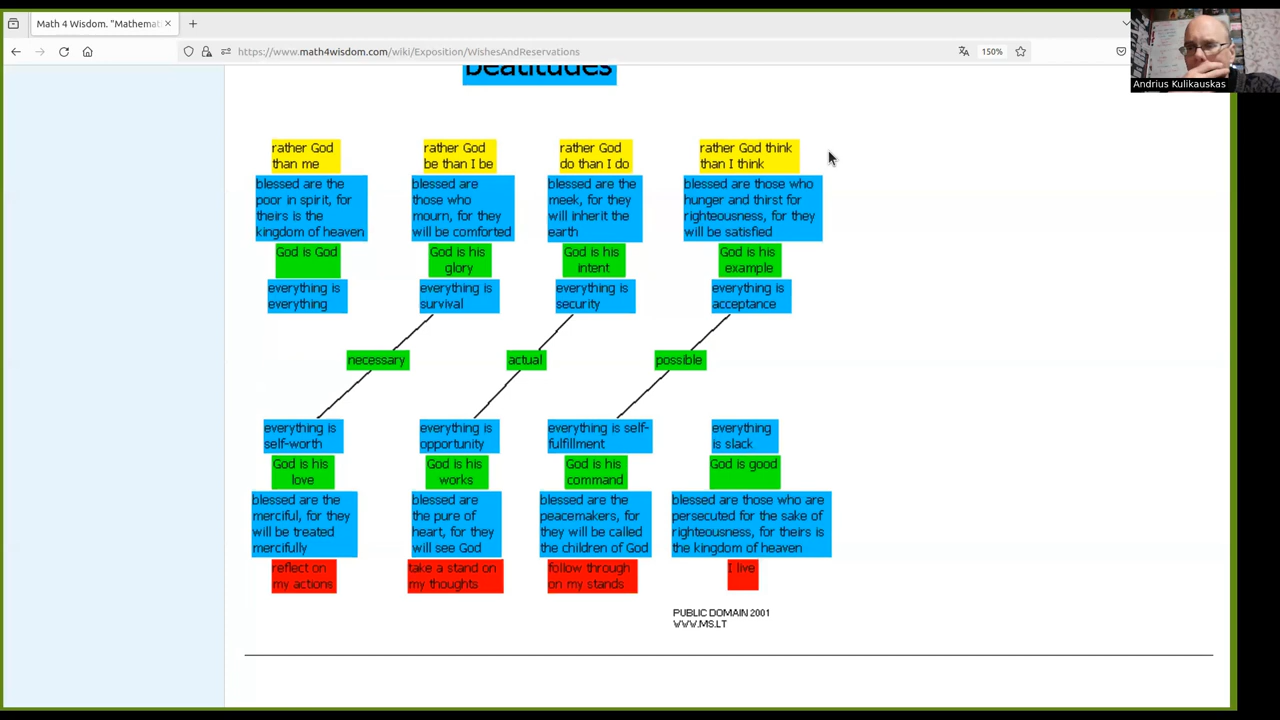 Math 4 Wisdom. "Mathemat
https://www.math4wisdom.com/wiki/Exposition/WishesAndReservations
150%
Andrius Kulikauskas
beatitudes
rather God
than me
rather God
be than I be
rather God
do than I do
rather God think
than I think
blessed are the
poor in spirit, for
theirs is the
kingdom of heaven
blessed are
those who
mourn, for they
will be comforted
blessed are the
meek, for they
will inherit the
earth
blessed are those who
hunger and thirst for
righteousness, for they
will be satisfied
God is God
God is his
glory
God is his
intent
God is his
example
everything is
everything
everything is
survival
everything is
security
everything is
acceptance
necessary
actual
possible
everything is
self-worth
everything is
opportunity
everything is self-
fulfillment
everything
is slack
God is his
love
God is his
works
God is his
command
God is good
blessed are the
merciful, for they
will be treated
mercifully
blessed are
the pure of
heart, for they
will see God
blessed are the
peacemakers, for
they will be called
the children of God
blessed are those who are
persecuted for the sake of
righteousness, for theirs is
the kingdom of heaven
reflect on
my actions
take a stand on
my thoughts
follow through
on my stands
I live
PUBLIC DOMAIN 2001
WWW.MS.LT